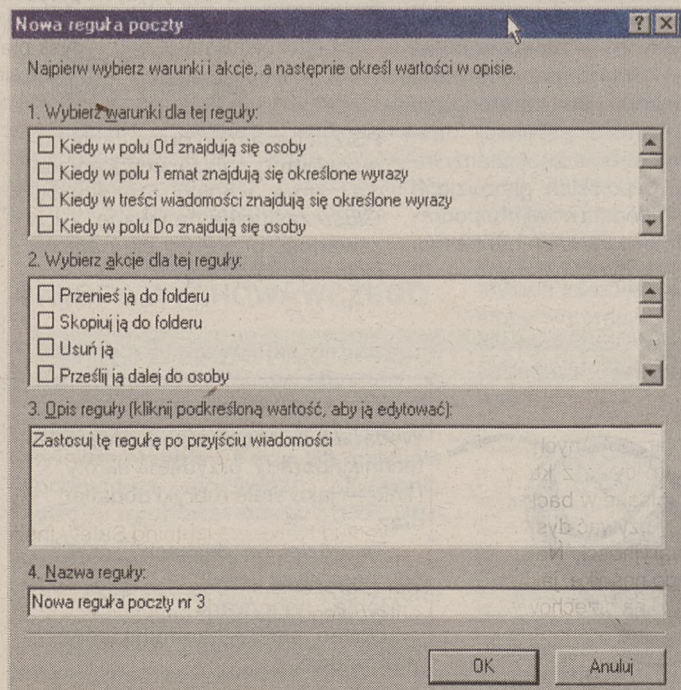 Nowa reguła poczty
Najpierw wybierz warunki i akcje, a następnie określ wartości w opisie.
1. Wybierz warunki dla tej reguły:
Kiedy w polu Od znajdują się osoby
Kiedy w polu Temat znajdują się określone wyrazy
Kiedy w treści wiadomości znajdują się określone wyrazy
Kiedy w polu Do znajdują się osoby
2. Wybierz akcje dla tej reguły:
Przenieś ją do folderu
Skopiuj ją do folderu
Usuń ją
Prześlij ją dalej do osoby
3. Opis reguły (kliknij podkreśloną wartość, aby ją edytować):
Zastosuj tę regułę po przyjściu wiadomości
4. Nazwa reguły:
Nowa reguła poczty nr 3
OK Anuluj